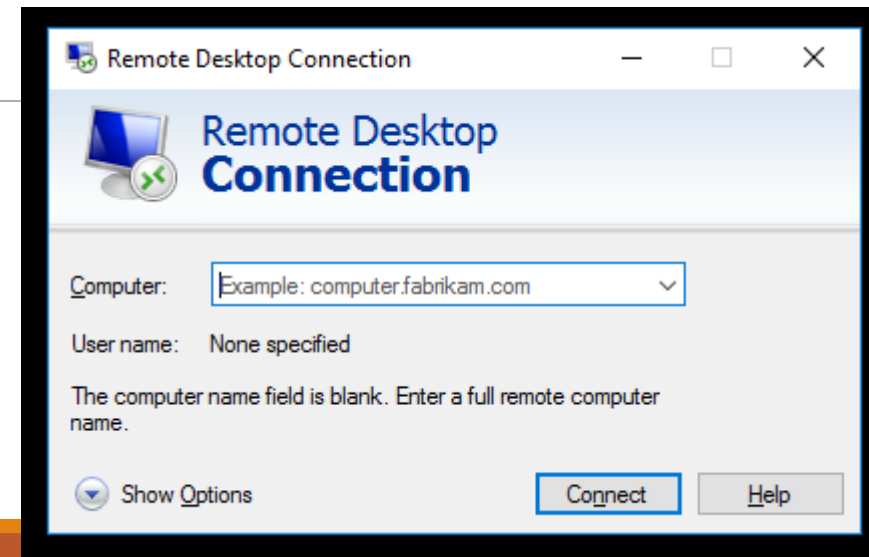 Remote Desktop Connection
Remote Desktop
Connection
Computer: Example: computer.fabrikam.com
User name: None specified
The computer name field is blank. Enter a full remote computer
name.
Show Options Connect Help